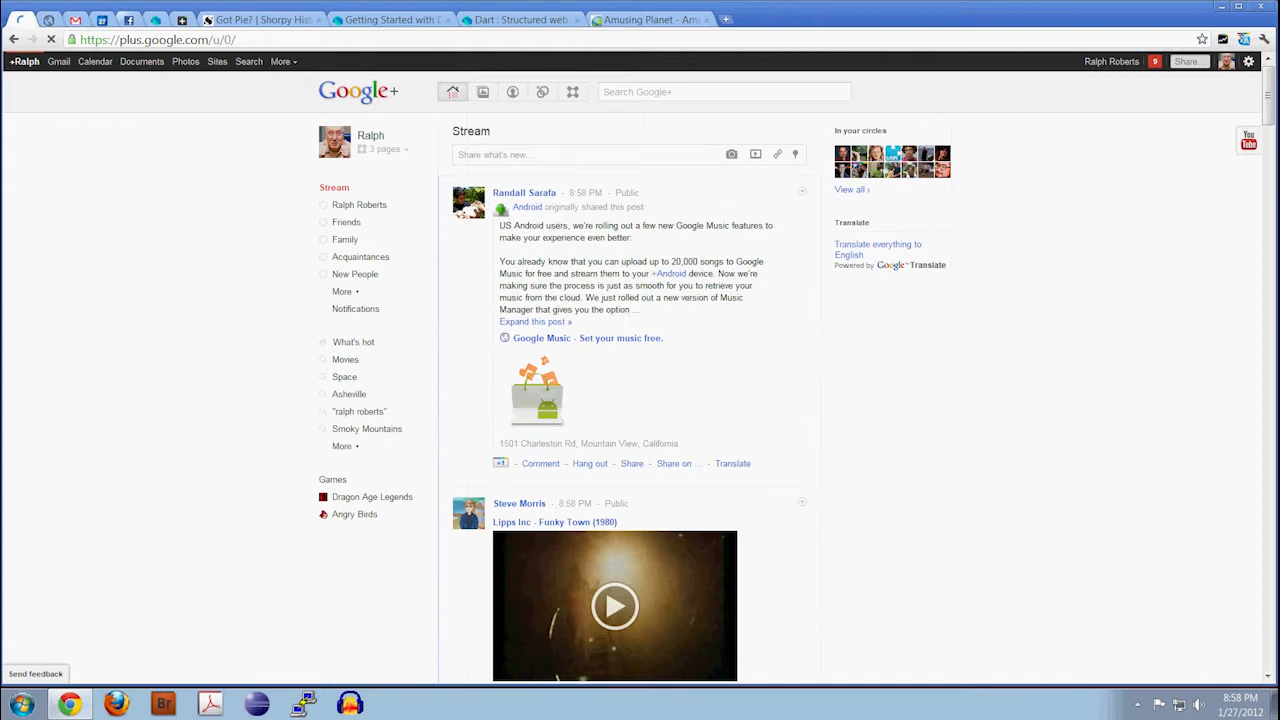 Got Pie? | Shorpy Hist
Getting Started with D
Dart : Structured web
Amusing Planet - Am
https://plus.google.com/u/0/
+Ralph Gmail Calendar Documents Photos Sites Search More
Ralph Roberts 9 Share...
Google+
Search Google+
Ralph
3 pages
Stream
Ralph Roberts
Friends
Family
Acquaintances
New People
More
Notifications
What's hot
Movies
Space
Asheville
"ralph roberts"
Smoky Mountains
More
Games
Dragon Age Legends
Angry Birds
Stream
Share what's new...
Randall Sarafa - 8:58 PM - Public
Android originally shared this post:
US Android users, we're rolling out a few new Google Music features to
make your experience even better:
You already know that you can upload up to 20,000 songs to Google
Music for free and stream them to your +Android device. Now we're
making sure the process is just as smooth for you to retrieve your
music from the cloud. We just rolled out a new version of Music
Manager that gives you the option ...
Expand this post »
Google Music - Set your music free.
1501 Charleston Rd, Mountain View, California
+1 - Comment - Hang out - Share - Share on ... - Translate
Steve Morris - 8:58 PM - Public
Lipps Inc - Funky Town (1980)
In your circles
View all ›
Translate
Translate everything to
English
Powered by Google™ Translate
You
Tube
Send feedback
Br
8:58 PM
1/27/2012